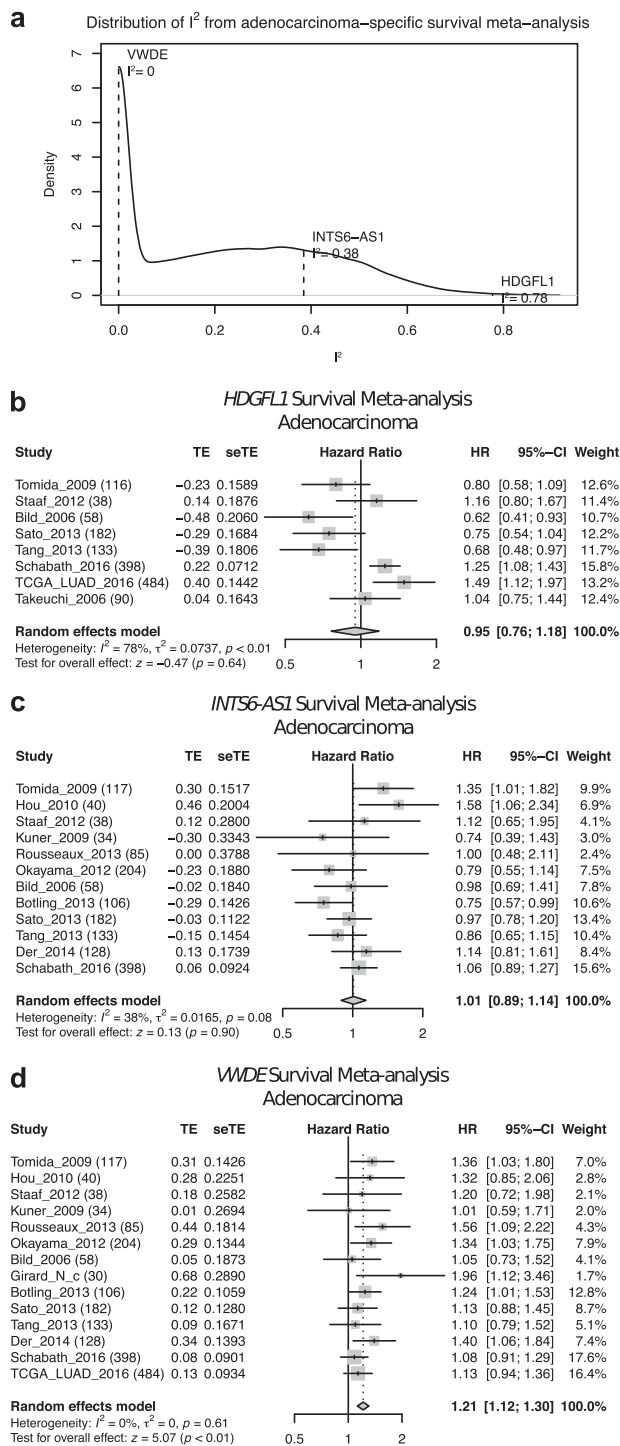 a
Distribution of I² from adenocarcinoma–specific survival meta–analysis
VWDE
I²= 0
INTS6–AS1
I²= 0.38
HDGFL1
I²= 0.78
Density
7
6
5
4
3
2
1
0
0.0 0.2 0.4 0.6 0.8
I²
b
HDGFL1 Survival Meta-analysis
Adenocarcinoma
Study TE seTE Hazard Ratio HR 95%–CI Weight
Tomida_2009 (116) −0.23 0.1589 0.80 [0.58; 1.09] 12.6%
Staaf_2012 (38) 0.14 0.1876 1.16 [0.80; 1.67] 11.4%
Bild_2006 (58) −0.48 0.2060 0.62 [0.41; 0.93] 10.7%
Sato_2013 (182) −0.29 0.1684 0.75 [0.54; 1.04] 12.2%
Tang_2013 (133) −0.39 0.1806 0.68 [0.48; 0.97] 11.7%
Schabath_2016 (398) 0.22 0.0712 1.25 [1.08; 1.43] 15.8%
TCGA_LUAD_2016 (484) 0.40 0.1442 1.49 [1.12; 1.97] 13.2%
Takeuchi_2006 (90) 0.04 0.1643 1.04 [0.75; 1.44] 12.4%
Random effects model 0.95 [0.76; 1.18] 100.0%
Heterogeneity: I² = 78%, τ² = 0.0737, p < 0.01
Test for overall effect: z = −0.47 (p = 0.64)
0.5 1 2
c
INTS6-AS1 Survival Meta-analysis
Adenocarcinoma
Study TE seTE Hazard Ratio HR 95%–CI Weight
Tomida_2009 (117) 0.30 0.1517 1.35 [1.01; 1.82] 9.9%
Hou_2010 (40) 0.46 0.2004 1.58 [1.06; 2.34] 6.9%
Staaf_2012 (38) 0.12 0.2800 1.12 [0.65; 1.95] 4.1%
Kuner_2009 (34) −0.30 0.3343 0.74 [0.39; 1.43] 3.0%
Rousseaux_2013 (85) 0.00 0.3788 1.00 [0.48; 2.11] 2.4%
Okayama_2012 (204) −0.23 0.1880 0.79 [0.55; 1.14] 7.5%
Bild_2006 (58) −0.02 0.1840 0.98 [0.69; 1.41] 7.8%
Botling_2013 (106) −0.29 0.1426 0.75 [0.57; 0.99] 10.6%
Sato_2013 (182) −0.03 0.1122 0.97 [0.78; 1.20] 13.4%
Tang_2013 (133) −0.15 0.1454 0.86 [0.65; 1.15] 10.4%
Der_2014 (128) 0.13 0.1739 1.14 [0.81; 1.61] 8.4%
Schabath_2016 (398) 0.06 0.0924 1.06 [0.89; 1.27] 15.6%
Random effects model 1.01 [0.89; 1.14] 100.0%
Heterogeneity: I² = 38%, τ² = 0.0165, p = 0.08
Test for overall effect: z = 0.13 (p = 0.90)
0.5 1 2
d
VWDE Survival Meta-analysis
Adenocarcinoma
Study TE seTE Hazard Ratio HR 95%–CI Weight
Tomida_2009 (117) 0.31 0.1426 1.36 [1.03; 1.80] 7.0%
Hou_2010 (40) 0.28 0.2251 1.32 [0.85; 2.06] 2.8%
Staaf_2012 (38) 0.18 0.2582 1.20 [0.72; 1.98] 2.1%
Kuner_2009 (34) 0.01 0.2694 1.01 [0.59; 1.71] 2.0%
Rousseaux_2013 (85) 0.44 0.1814 1.56 [1.09; 2.22] 4.3%
Okayama_2012 (204) 0.29 0.1344 1.34 [1.03; 1.75] 7.9%
Bild_2006 (58) 0.05 0.1873 1.05 [0.73; 1.52] 4.1%
Girard_N_c (30) 0.68 0.2890 1.96 [1.12; 3.46] 1.7%
Botling_2013 (106) 0.22 0.1059 1.24 [1.01; 1.53] 12.8%
Sato_2013 (182) 0.12 0.1280 1.13 [0.88; 1.45] 8.7%
Tang_2013 (133) 0.09 0.1671 1.10 [0.79; 1.52] 5.1%
Der_2014 (128) 0.34 0.1393 1.40 [1.06; 1.84] 7.4%
Schabath_2016 (398) 0.08 0.0901 1.08 [0.91; 1.29] 17.6%
TCGA_LUAD_2016 (484) 0.13 0.0934 1.13 [0.94; 1.36] 16.4%
Random effects model 1.21 [1.12; 1.30] 100.0%
Heterogeneity: I² = 0%, τ² = 0, p = 0.61
Test for overall effect: z = 5.07 (p < 0.01)
0.5 1 2